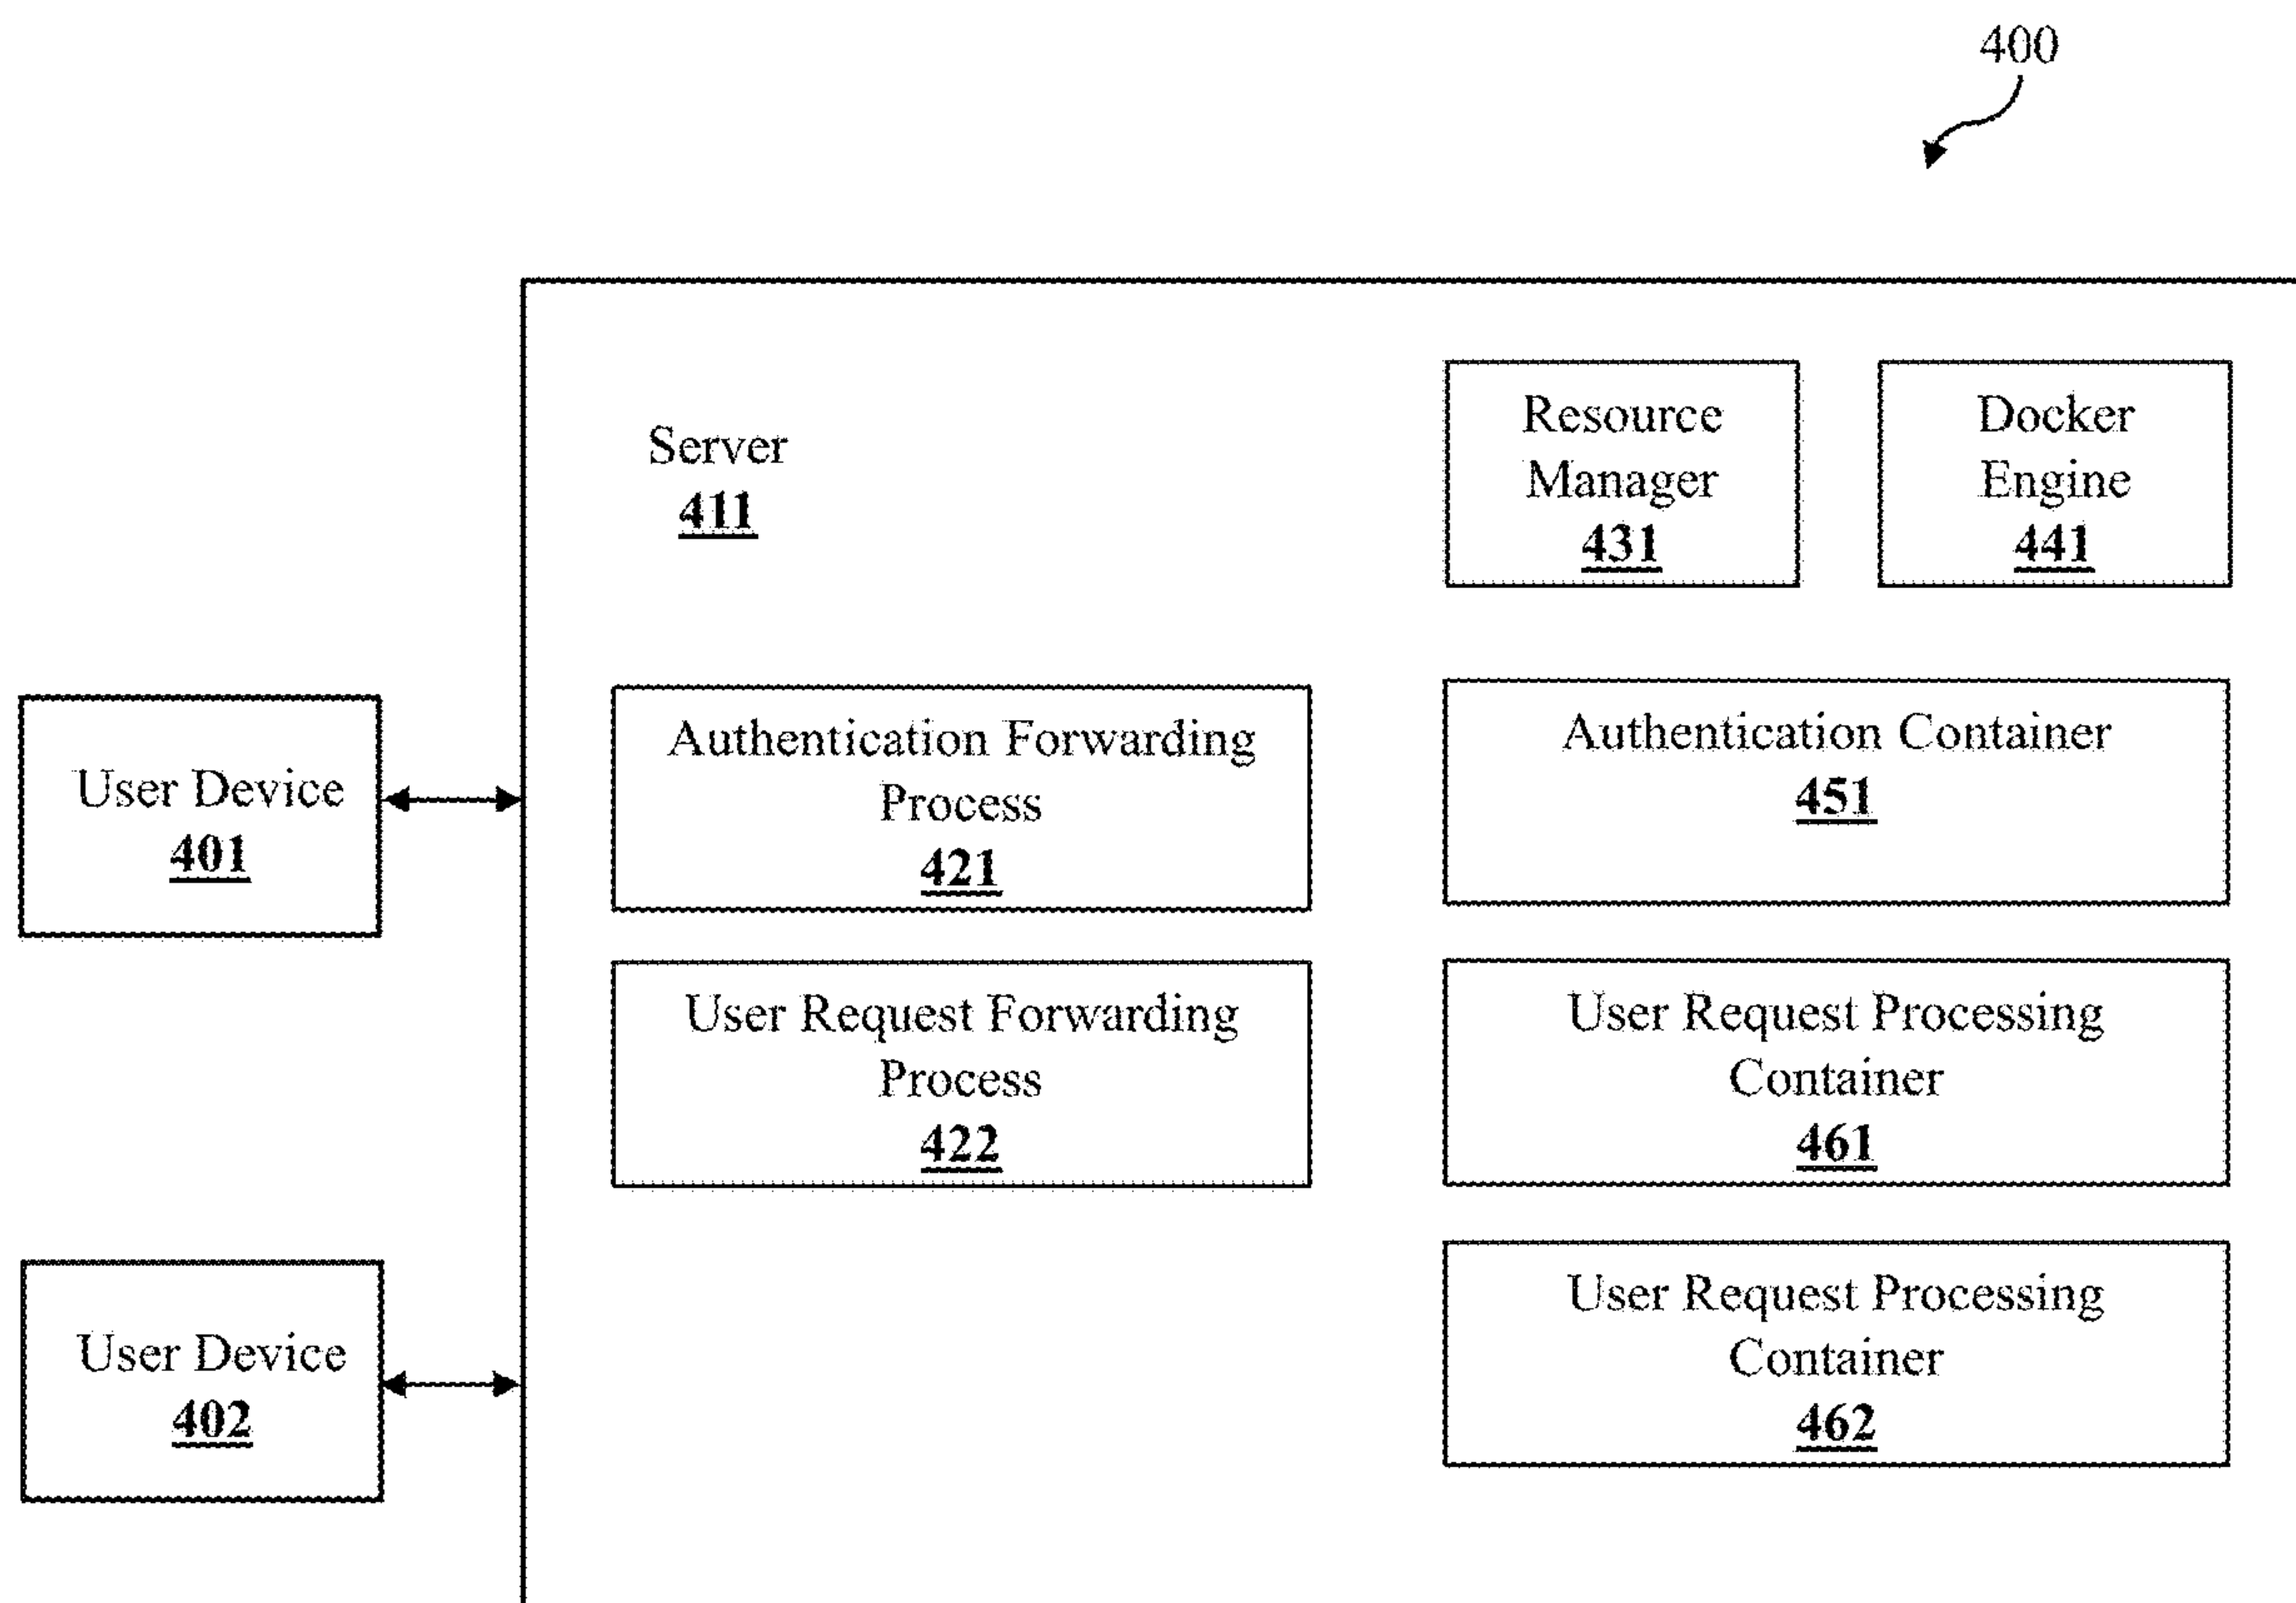 400
Server
411
Resource
Manager
431
Docker
Engine
441
User Device
401
Authentication Forwarding
Process
421
Authentication Container
451
User Request Forwarding
Process
422
User Request Processing
Container
461
User Device
402
User Request Processing
Container
462